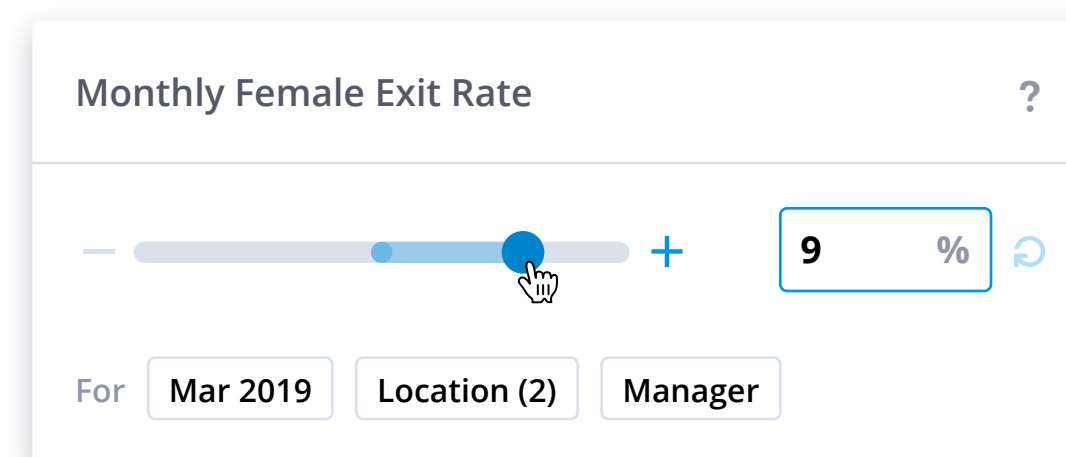 Monthly Female Exit Rate ?
− + 9 %
For Mar 2019 Location (2) Manager